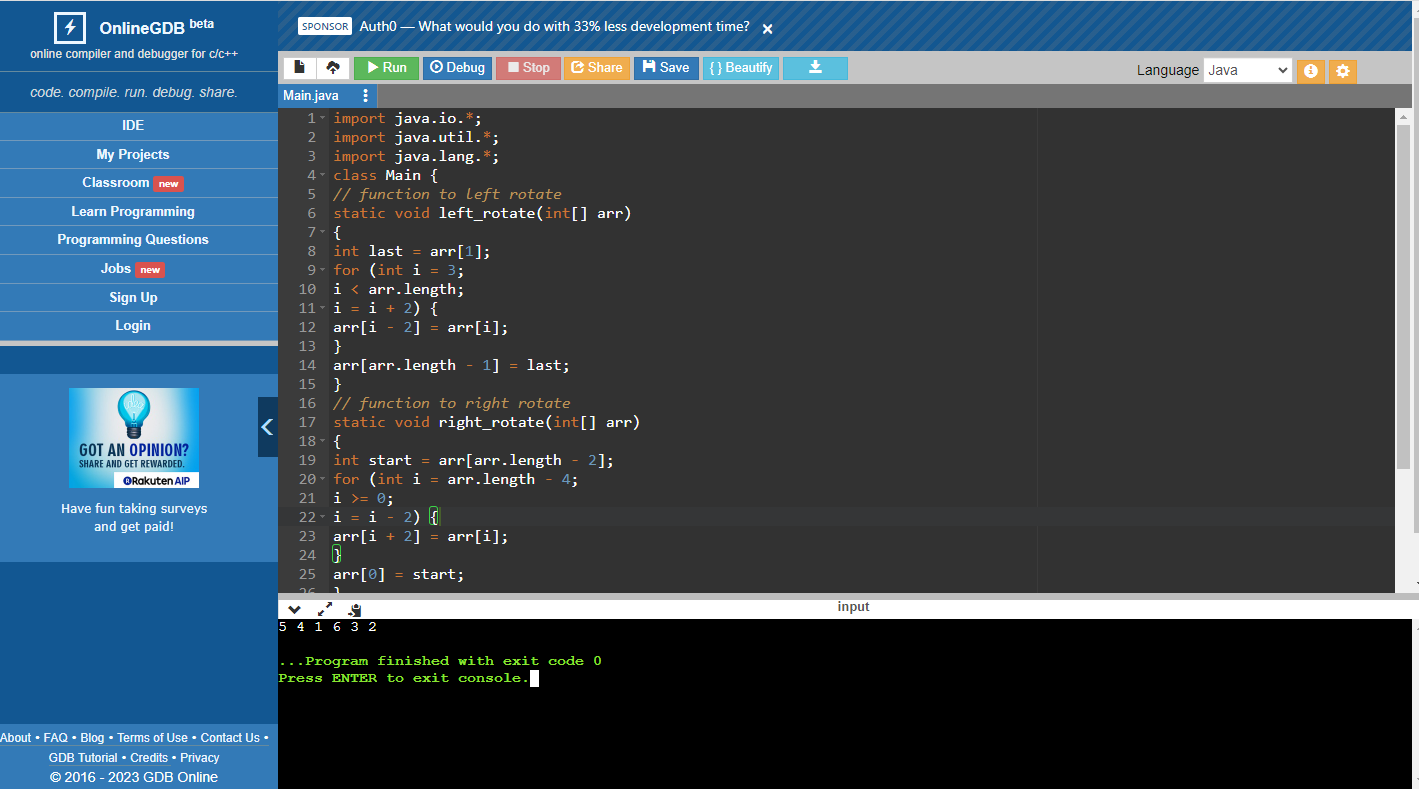 OnlineGDB beta
online compiler and debugger for c/c++
code. compile. run. debug. share.
IDE
My Projects
Classroom new
Learn Programming
Programming Questions
Jobs new
Sign Up
Login
GOT AN OPINION?
SHARE AND GET REWARDED.
Rakuten AIP
Have fun taking surveys
and get paid!
About • FAQ • Blog • Terms of Use • Contact Us •
GDB Tutorial • Credits • Privacy
© 2016 - 2023 GDB Online
SPONSOR Auth0 — What would you do with 33% less development time? ×
Run Debug Stop Share Save { } Beautify
Language Java
Main.java
1 import java.io.*;
2 import java.util.*;
3 import java.lang.*;
4 class Main {
5 // function to left rotate
6 static void left_rotate(int[] arr)
7 {
8 int last = arr[1];
9 for (int i = 3;
10 i < arr.length;
11 i = i + 2) {
12 arr[i - 2] = arr[i];
13 }
14 arr[arr.length - 1] = last;
15 }
16 // function to right rotate
17 static void right_rotate(int[] arr)
18 {
19 int start = arr[arr.length - 2];
20 for (int i = arr.length - 4;
21 i >= 0;
22 i = i - 2) {
23 arr[i + 2] = arr[i];
24 }
25 arr[0] = start;
26 }
input
5 4 1 6 3 2
...Program finished with exit code 0
Press ENTER to exit console.